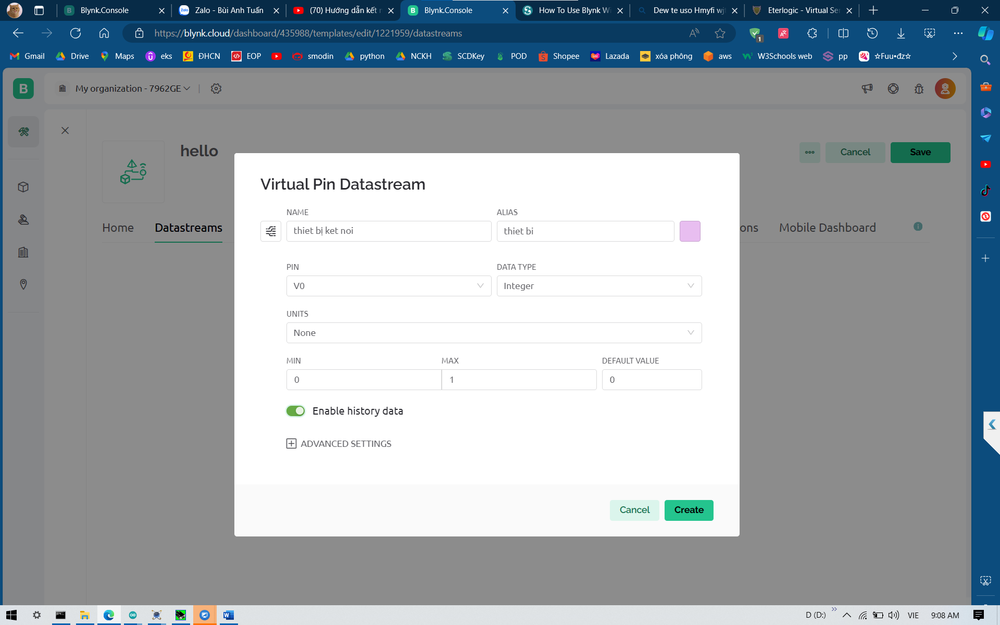 Blynk.Console
Zalo - Bùi Anh Tuấn
(70) Hướng dẫn kết n
Blynk.Console
How To Use Blynk Wi
Dew te uso Hmyfi wj
Eterlogic - Virtual Se
https://blynk.cloud/dashboard/435988/templates/edit/1221959/datastreams
1
Gmail
Drive
Maps
eks
ĐHCN
EOP
smodin
python
NCKH
SCDKey
POD
Shopee
Lazada
xóa phông
aws
W3Schools web
pp
☆Fuu•đz☆
B
My organization - 7962GE
hello
Cancel
Save
Home
Datastreams
ons
Mobile Dashboard
Virtual Pin Datastream
NAME
ALIAS
thiet bị ket noi
thiet bi
PIN
DATA TYPE
V0
Integer
UNITS
None
MIN
MAX
DEFAULT VALUE
0
1
0
Enable history data
ADVANCED SETTINGS
Cancel
Create
D (D:)
VIE
9:08 AM